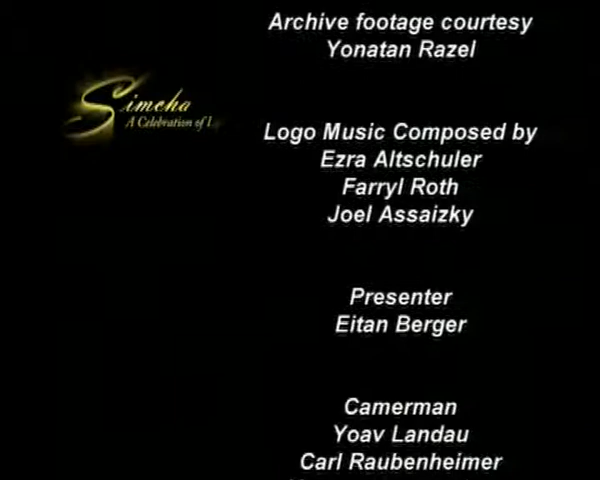 Archive footage courtesy
Yonatan Razel
Simcha
A Celebration of L
Logo Music Composed by
Ezra Altschuler
Farryl Roth
Joel Assaizky
Presenter
Eitan Berger
Camerman
Yoav Landau
Carl Raubenheimer